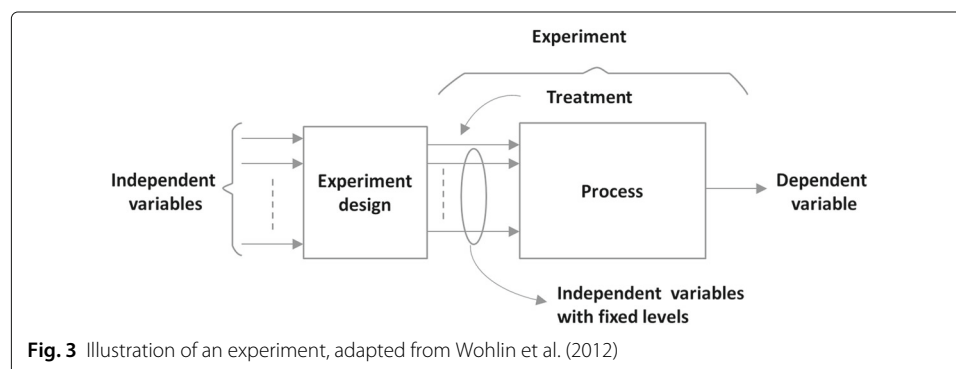 Experiment
Treatment
Independent
variables
Experiment
design
Process
Dependent
variable
Independent variables
with fixed levels
Fig. 3 Illustration of an experiment, adapted from Wohlin et al. (2012)